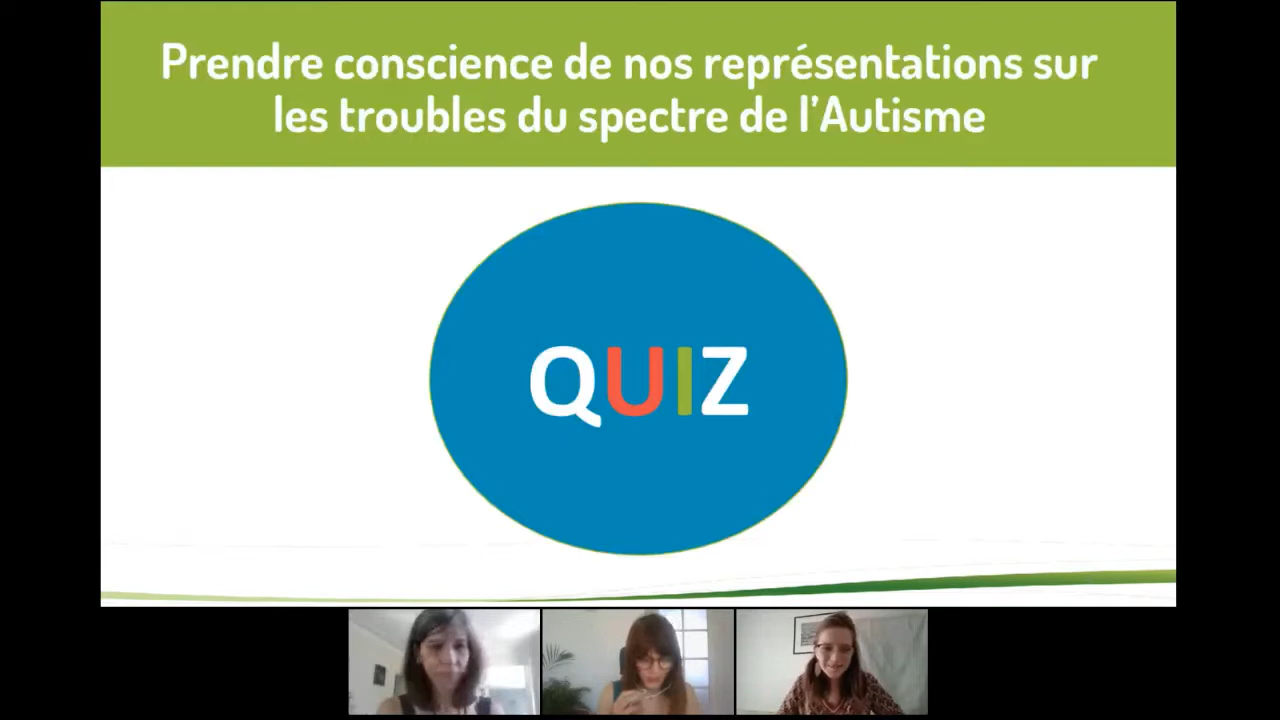 Prendre conscience de nos représentations sur
les troubles du spectre de l'Autisme
QUIZ